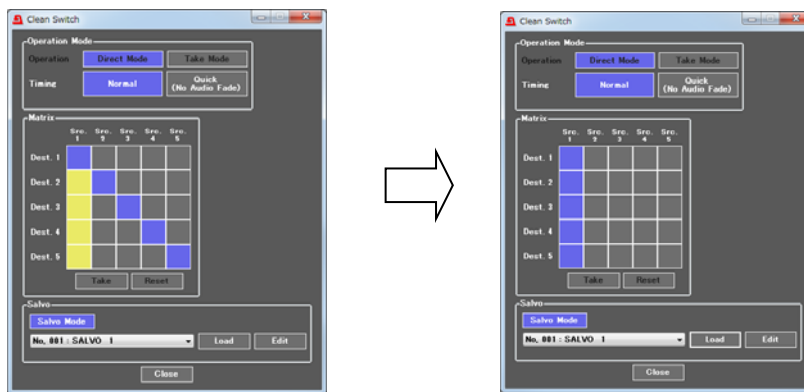 Clean Switch
Operation Mode
Operation Direct Mode Take Mode
Timing Normal Quick (No Audio Fade)
Matrix
Src. 1 Src. 2 Src. 3 Src. 4 Src. 5
Dest. 1
Dest. 2
Dest. 3
Dest. 4
Dest. 5
Take Reset
Salvo
Salvo Mode
No. 001 : SALVO 1 Load Edit
Close
Clean Switch
Operation Mode
Operation Direct Mode Take Mode
Timing Normal Quick (No Audio Fade)
Matrix
Src. 1 Src. 2 Src. 3 Src. 4 Src. 5
Dest. 1
Dest. 2
Dest. 3
Dest. 4
Dest. 5
Take Reset
Salvo
Salvo Mode
No. 001 : SALVO 1 Load Edit
Close